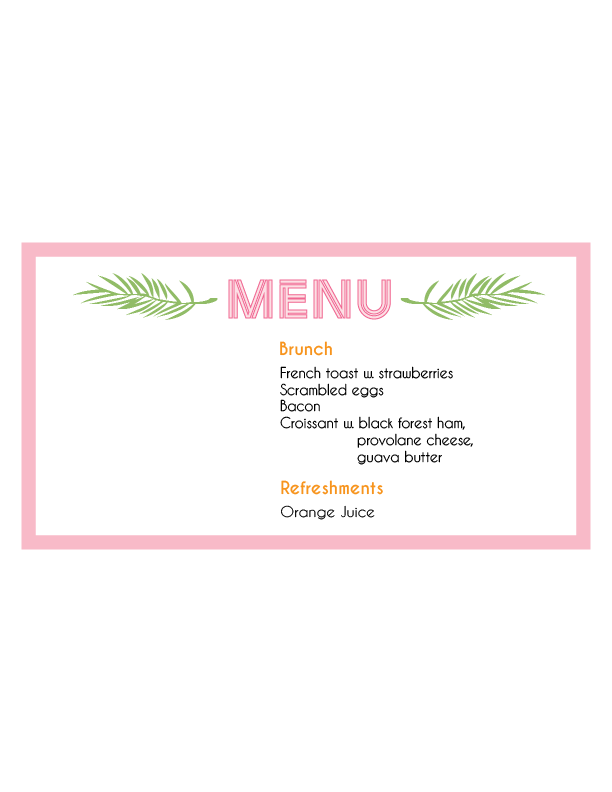 MENU
Brunch
French toast w. strawberries
Scrambled eggs
Bacon
Croissant w. black forest ham,
provolane cheese,
guava butter
Refreshments
Orange Juice